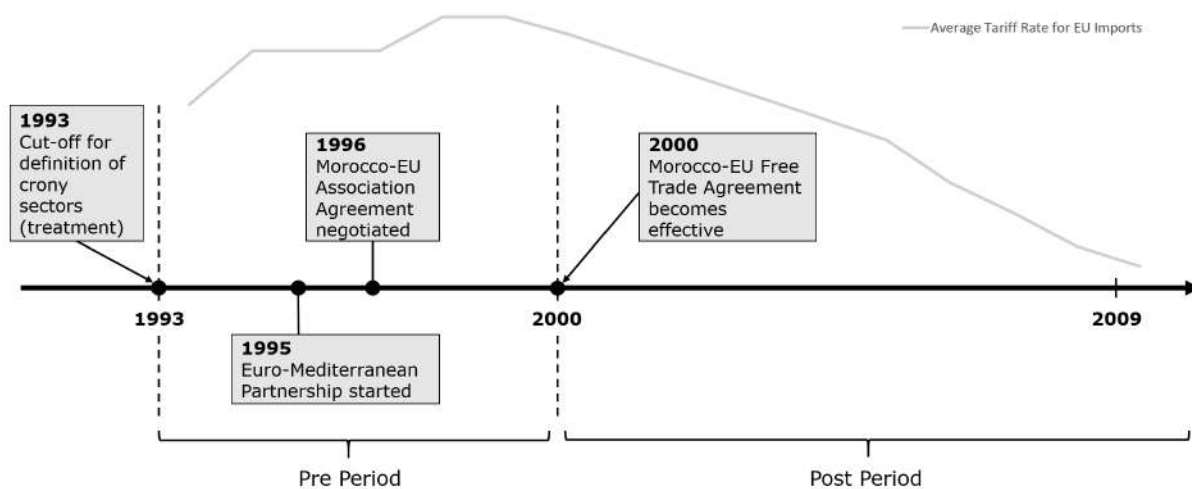 Average Tariff Rate for EU Imports
1993
Cut-off for
definition of
crony
sectors
(treatment)
1996
Morocco-EU
Association
Agreement
negotiated
2000
Morocco-EU Free
Trade Agreement
becomes
effective
1993
2000
2009
1995
Euro-Mediterranean
Partnership started
Pre Period
Post Period